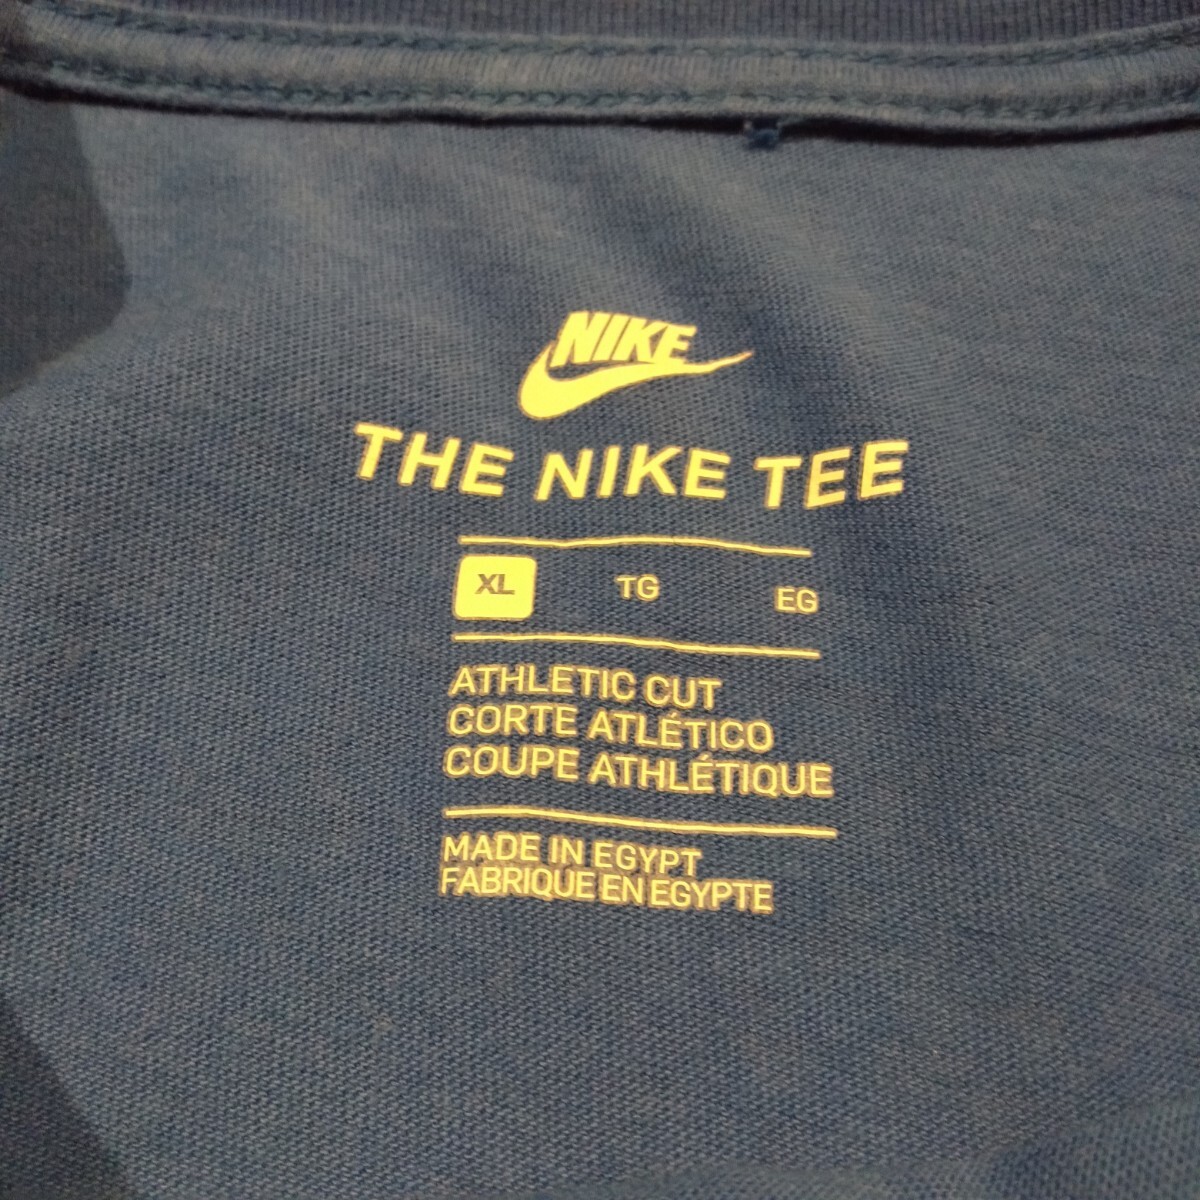 NIKE
THE NIKE TEE
XL TG EG
ATHLETIC CUT
CORTE ATLÉTICO
COUPE ATHLÉTIQUE
MADE IN EGYPT
FABRIQUE EN EGYPTE